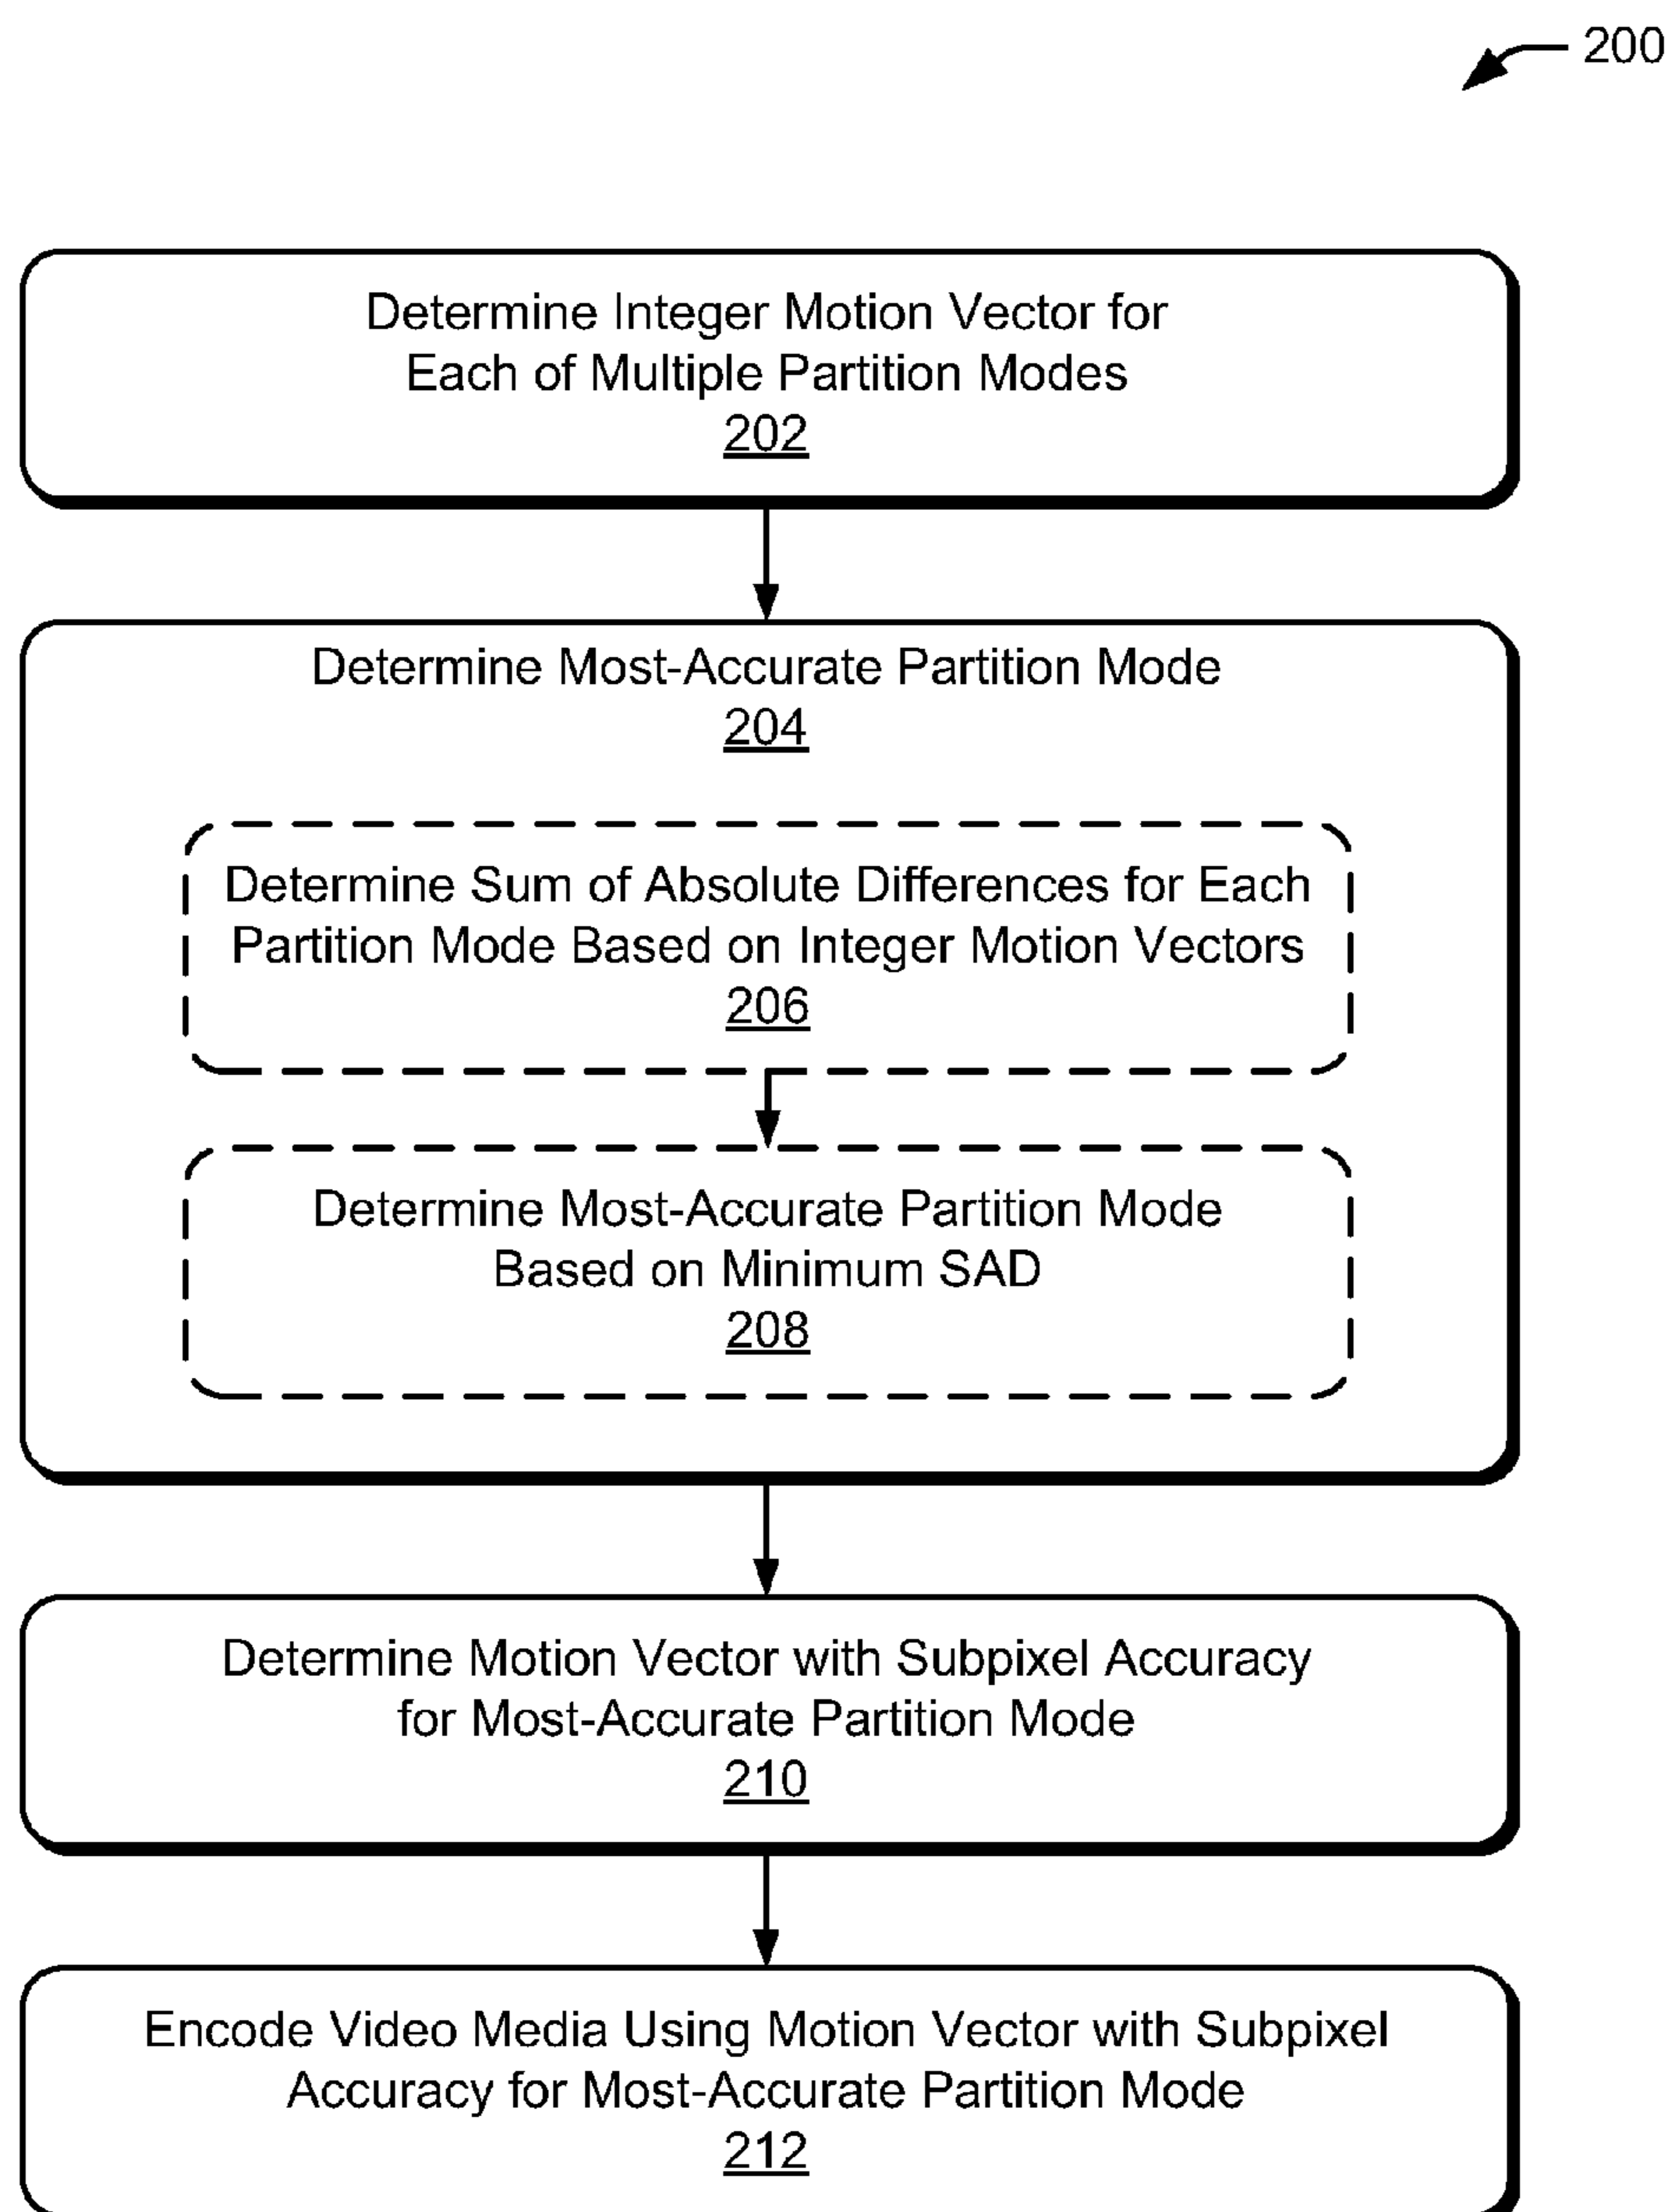 200
Determine Integer Motion Vector for
Each of Multiple Partition Modes
202
Determine Most-Accurate Partition Mode
204
Determine Sum of Absolute Differences for Each
Partition Mode Based on Integer Motion Vectors
206
Determine Most-Accurate Partition Mode
Based on Minimum SAD
208
Determine Motion Vector with Subpixel Accuracy
for Most-Accurate Partition Mode
210
Encode Video Media Using Motion Vector with Subpixel
Accuracy for Most-Accurate Partition Mode
212